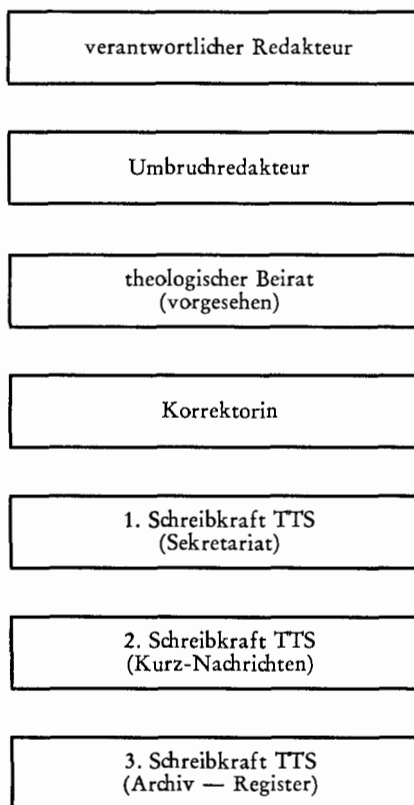 verantwortlicher Redakteur
Umbruchredakteur
theologischer Beirat
(vorgesehen)
Korrektorin
1. Schreibkraft TTS
(Sekretariat)
2. Schreibkraft TTS
(Kurz-Nachrichten)
3. Schreibkraft TTS
(Archiv — Register)